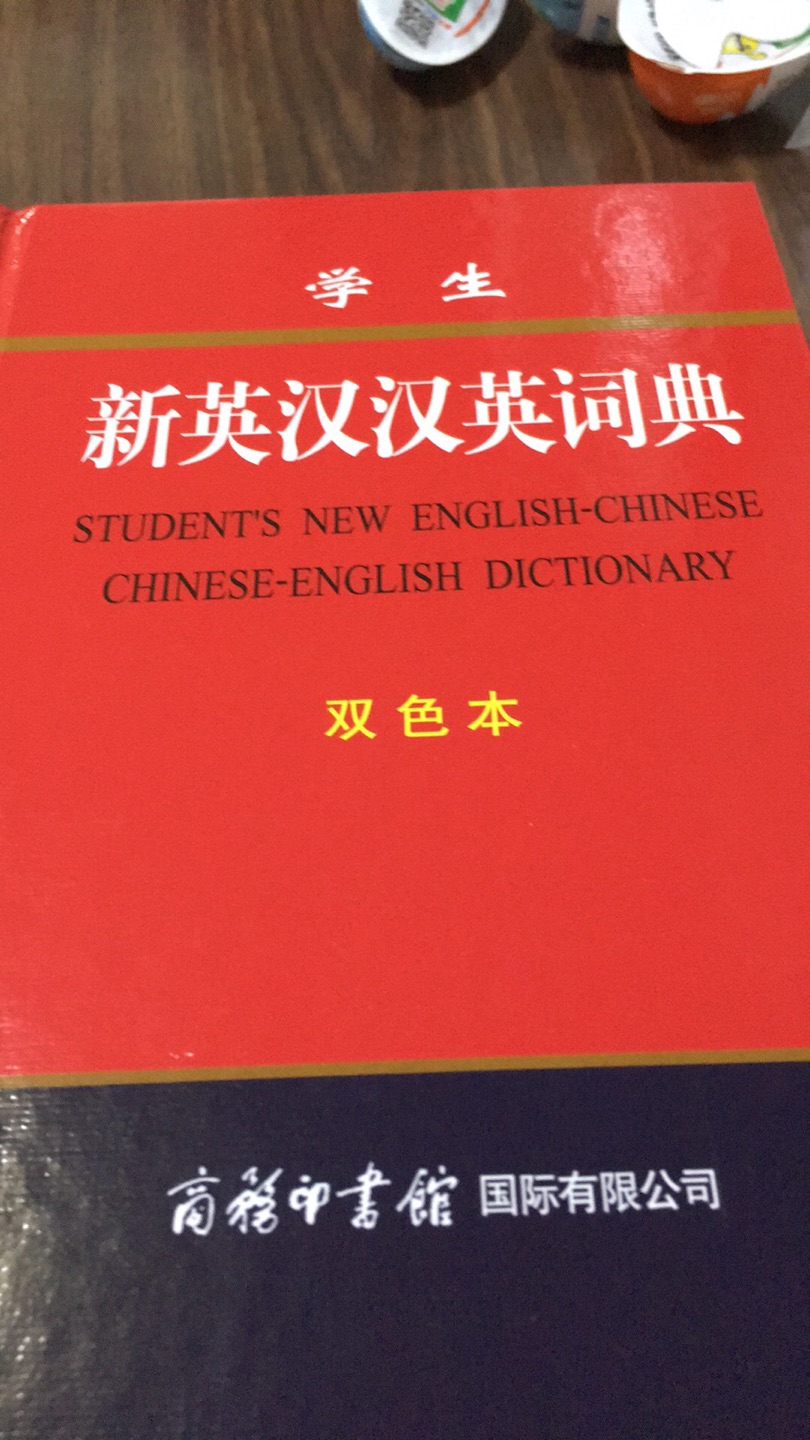 学 生
新英汉汉英词典
STUDENT'S NEW ENGLISH-CHINESE
CHINESE-ENGLISH DICTIONARY
双色本
商務印書館 国际有限公司